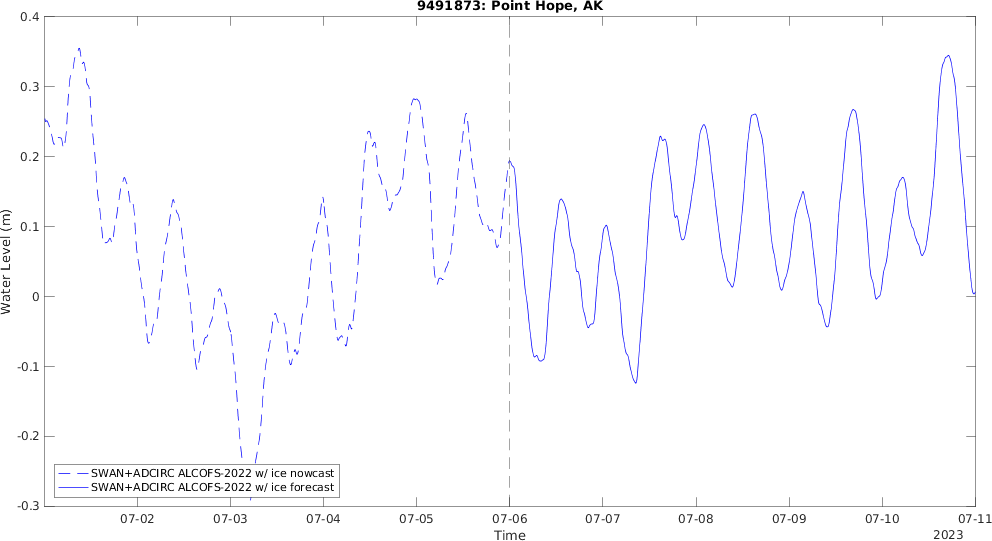 9491873: Point Hope, AK
0.4
0.3
0.2
0.1
0
-0.1
-0.2
-0.3
Water Level (m)
SWAN+ADCIRC ALCOFS-2022 w/ ice nowcast
SWAN+ADCIRC ALCOFS-2022 w/ ice forecast
07-02 07-03 07-04 07-05 07-06 07-07 07-08 07-09 07-10 07-11
Time
2023